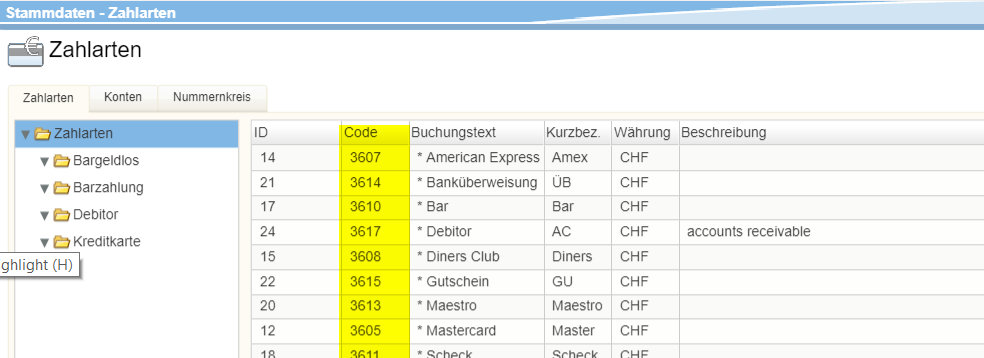 Stammdaten - Zahlarten
Zahlarten
Zahlarten Konten Nummernkreis
Zahlarten
Bargeldlos
Barzahlung
Debitor
Kreditkarte
ghlight (H)
ID Code Buchungstext Kurzbez. Währung Beschreibung
14 3607 * American Express Amex CHF
21 3614 * Banküberweisung ÜB CHF
17 3610 * Bar Bar CHF
24 3617 * Debitor AC CHF accounts receivable
15 3608 * Diners Club Diners CHF
22 3615 * Gutschein GU CHF
20 3613 * Maestro Maestro CHF
12 3605 * Mastercard Master CHF
18 3611 * Scheck Scheck CHF